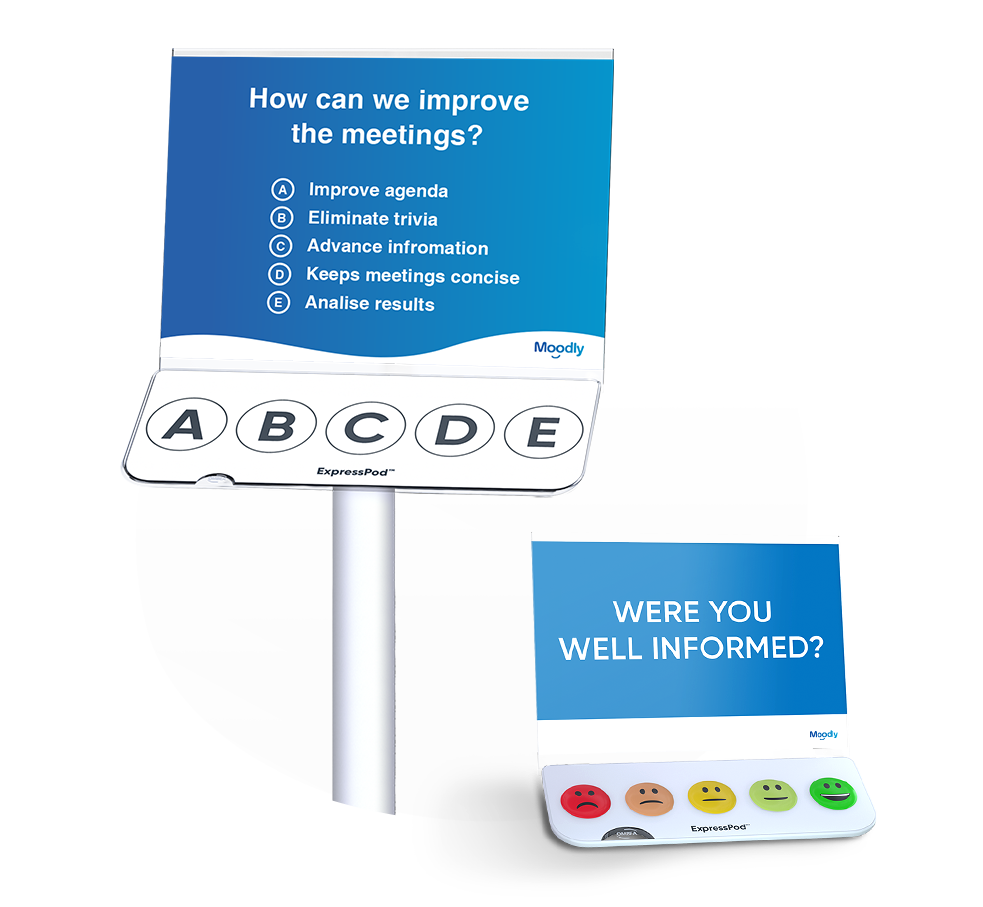 How can we improve
the meetings?
A Improve agenda
B Eliminate trivia
C Advance infromation
D Keeps meetings concise
E Analise results
Moodly
A B C D E
ExpressPod™
WERE YOU
WELL INFORMED?
Moodly
ExpressPod™